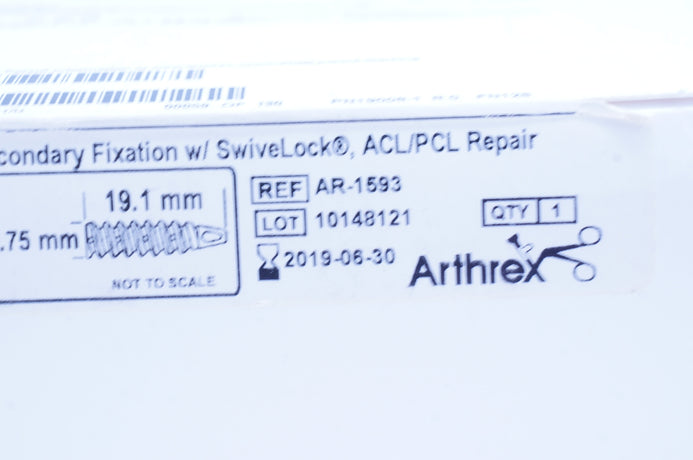 condary Fixation w/ SwiveLock®, ACL/PCL Repair
19.1 mm
.75 mm
NOT TO SCALE
REF AR-1593
LOT 10148121
2019-06-30
QTY 1
Arthrex